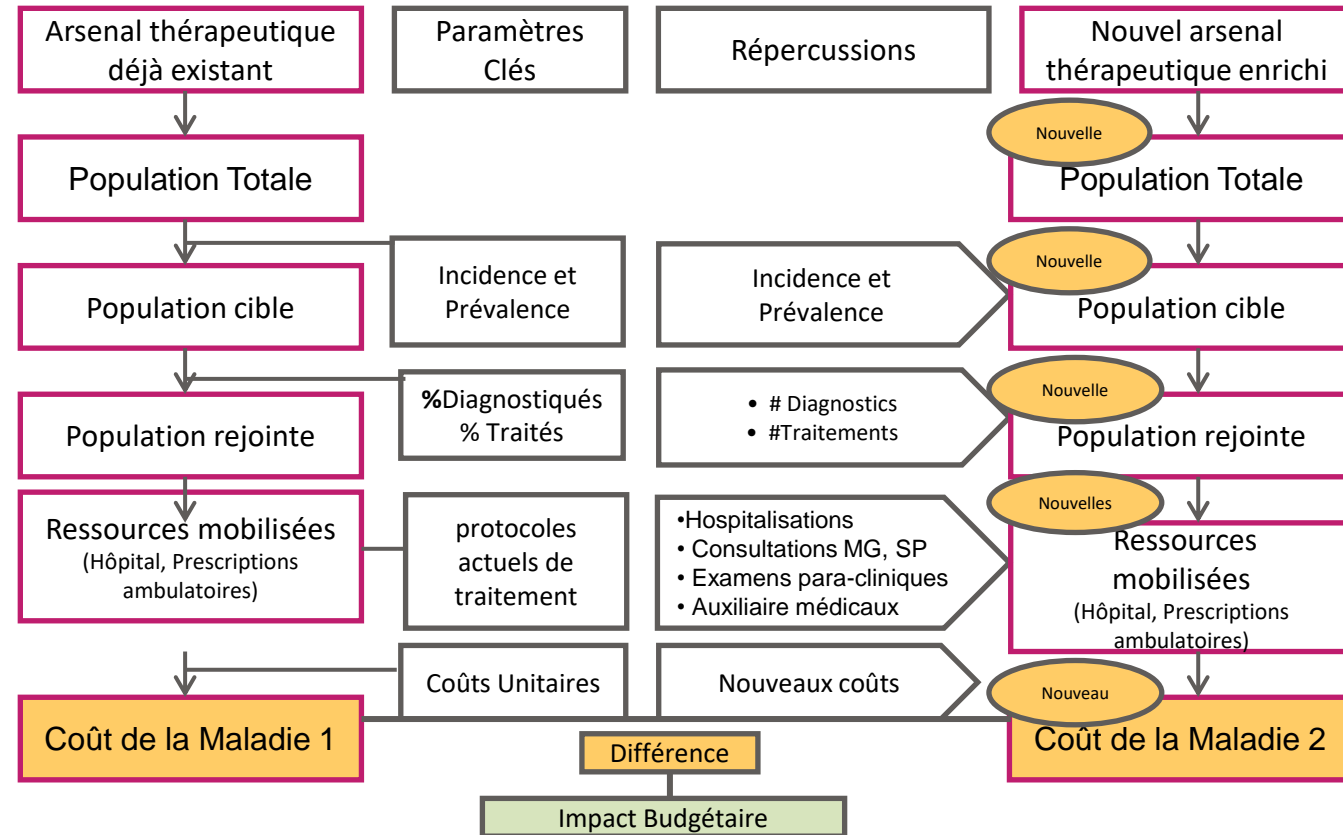 Arsenal thérapeutique
déjà existant
Paramètres
Clés
Répercussions
Nouvel arsenal
thérapeutique enrichi
Nouvelle
Population Totale
Population Totale
Nouvelle
Population cible
Incidence et
Prévalence
Incidence et
Prévalence
Population cible
Nouvelle
Population rejointe
%Diagnostiqués
% Traités
• # Diagnostics
• #Traitements
Population rejointe
Nouvelles
Ressources mobilisées
(Hôpital, Prescriptions
ambulatoires)
protocoles
actuels de
traitement
•Hospitalisations
• Consultations MG, SP
• Examens para-cliniques
• Auxiliaire médicaux
Ressources
mobilisées
(Hôpital, Prescriptions
ambulatoires)
Coûts Unitaires
Nouveaux coûts
Nouveau
Coût de la Maladie 1
Coût de la Maladie 2
Différence
Impact Budgétaire